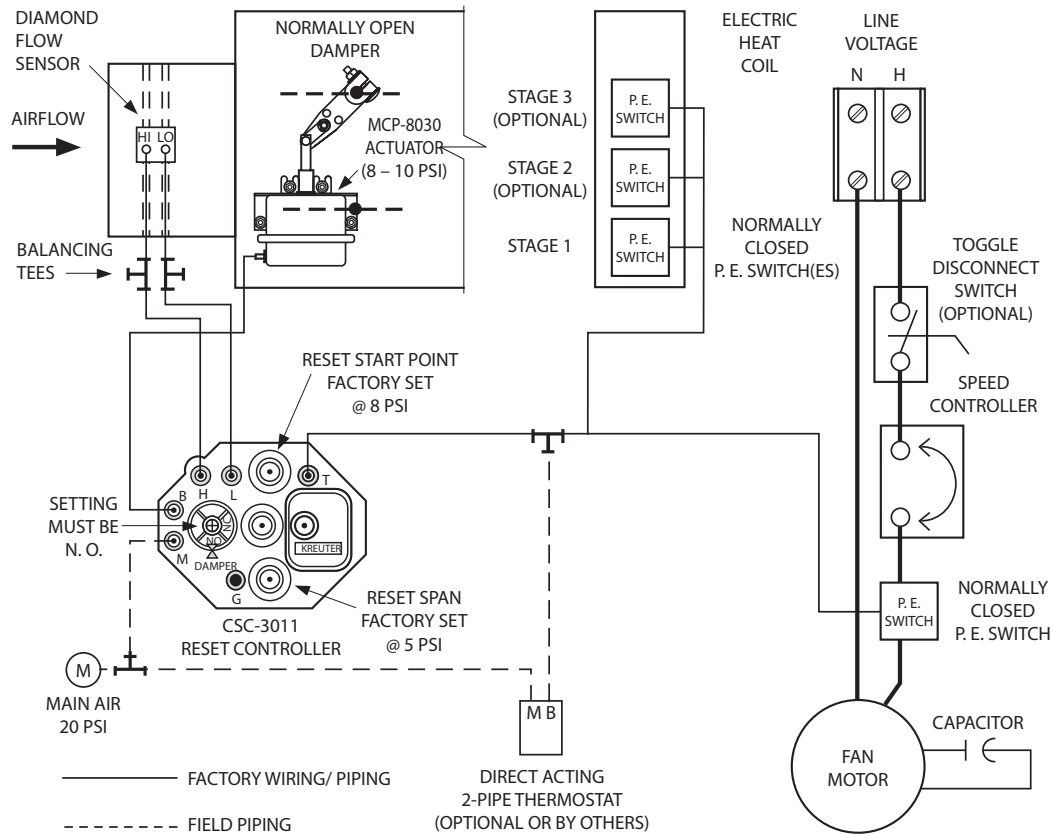 DIAMOND
FLOW
SENSOR
AIRFLOW
HI LO
NORMALLY OPEN
DAMPER
MCP-8030
ACTUATOR
(8 – 10 PSI)
BALANCING
TEES
STAGE 3
(OPTIONAL)
P. E.
SWITCH
STAGE 2
(OPTIONAL)
P. E.
SWITCH
STAGE 1
P. E.
SWITCH
ELECTRIC
HEAT
COIL
NORMALLY
CLOSED
P. E. SWITCH(ES)
LINE
VOLTAGE
N H
TOGGLE
DISCONNECT
SWITCH
(OPTIONAL)
SPEED
CONTROLLER
RESET START POINT
FACTORY SET
@ 8 PSI
SETTING
MUST BE
N. O.
B H L T
NC
NO
M
DAMPER
G
KREUTER
CSC-3011
RESET CONTROLLER
RESET SPAN
FACTORY SET
@ 5 PSI
P. E.
SWITCH
NORMALLY
CLOSED
P. E. SWITCH
M
MAIN AIR
20 PSI
M B
DIRECT ACTING
2-PIPE THERMOSTAT
(OPTIONAL OR BY OTHERS)
FAN
MOTOR
CAPACITOR
FACTORY WIRING/ PIPING
FIELD PIPING